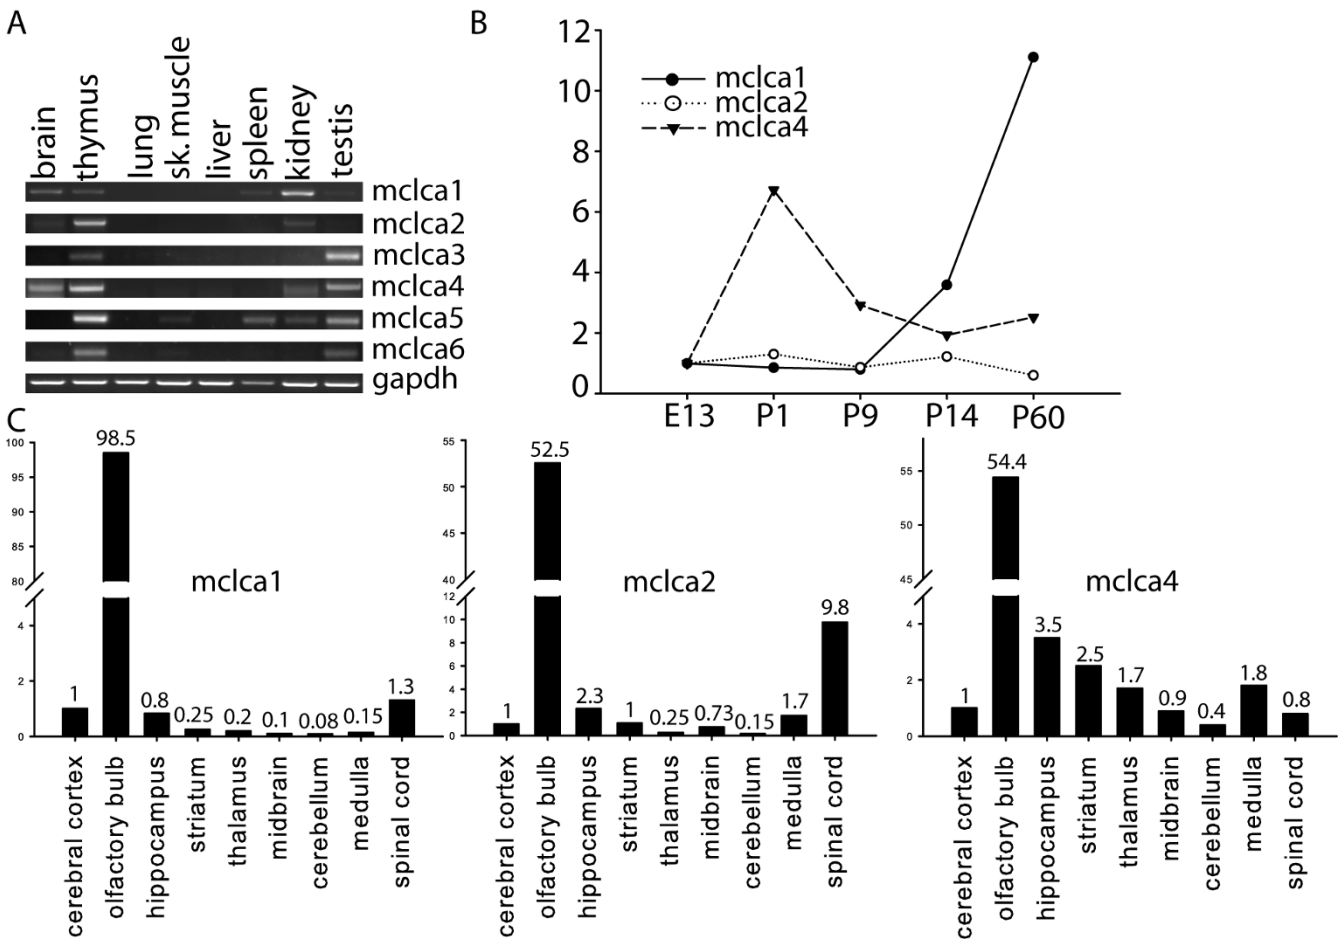 A
brain
thymus
lung
sk. muscle
liver
spleen
kidney
testis
mclca1
mclca2
mclca3
mclca4
mclca5
mclca6
gapdh
B
12
10
8
6
4
2
0
mclca1
mclca2
mclca4
E13 P1 P9 P14 P60
C
100
95
90
85
80
4
2
0
mclca1
1
98.5
0.8
0.25
0.2
0.1
0.08
0.15
1.3
cerebral cortex
olfactory bulb
hippocampus
striatum
thalamus
midbrain
cerebellum
medulla
spinal cord
55
50
45
40
12
10
8
6
4
2
0
mclca2
1
52.5
2.3
1
0.25
0.73
0.15
1.7
9.8
cerebral cortex
olfactory bulb
hippocampus
striatum
thalamus
midbrain
cerebellum
medulla
spinal cord
55
50
45
4
2
0
mclca4
1
54.4
3.5
2.5
1.7
0.9
0.4
1.8
0.8
cerebral cortex
olfactory bulb
hippocampus
striatum
thalamus
midbrain
cerebellum
medulla
spinal cord